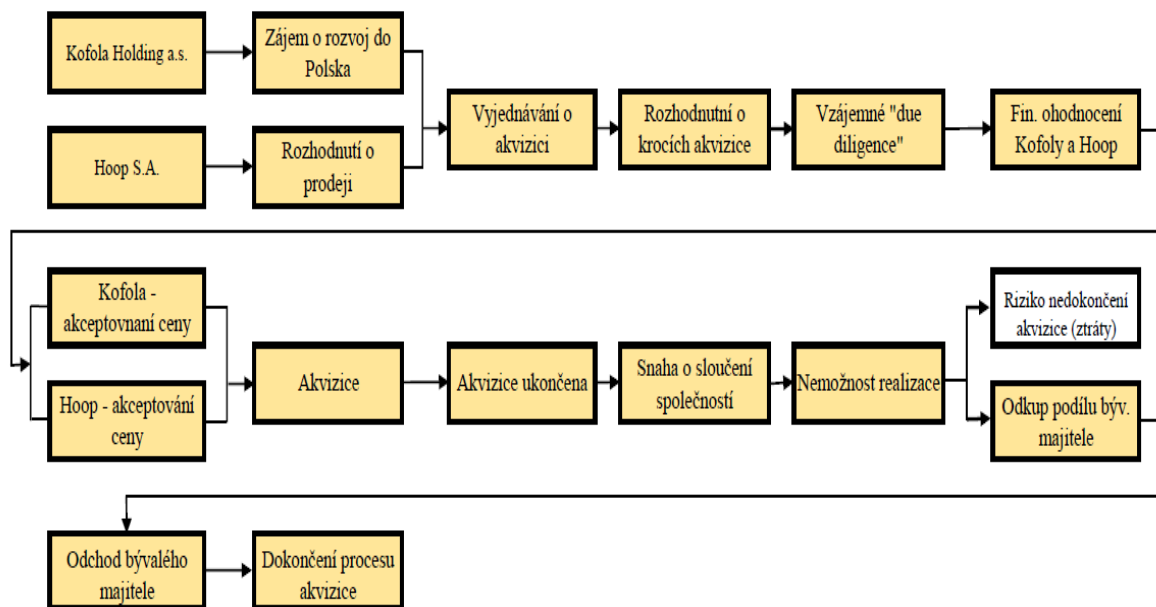 Kofola Holding a.s.
Zájem o rozvoj do
Polska
Hoop S.A.
Rozhodnutí o
prodeji
Vyjednávání o
akvizici
Rozhodnutní o
krocích akvizice
Vzájemné "due
diligence"
Fin. ohodnocení
Kofoly a Hoop
Kofola -
akceptovnaní ceny
Hoop - akceptování
ceny
Akvizice
Akvizice ukončena
Snaha o sloučení
společností
Nemožnost realizace
Riziko nedokončení
akvizice (ztráty)
Odkup podílu býv.
majitele
Odchod bývalého
majitele
Dokončení procesu
akvizice